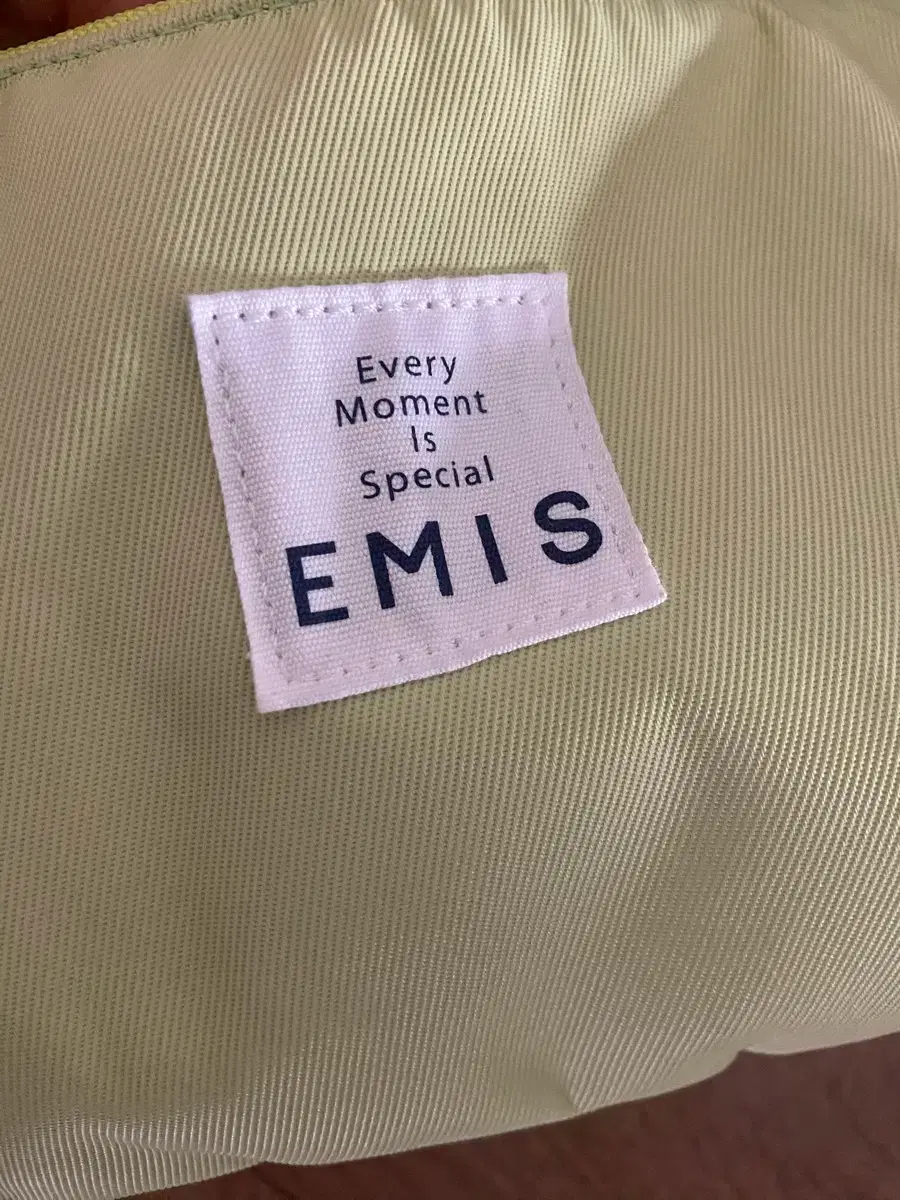 Every
Moment
Is
Special
EMIS